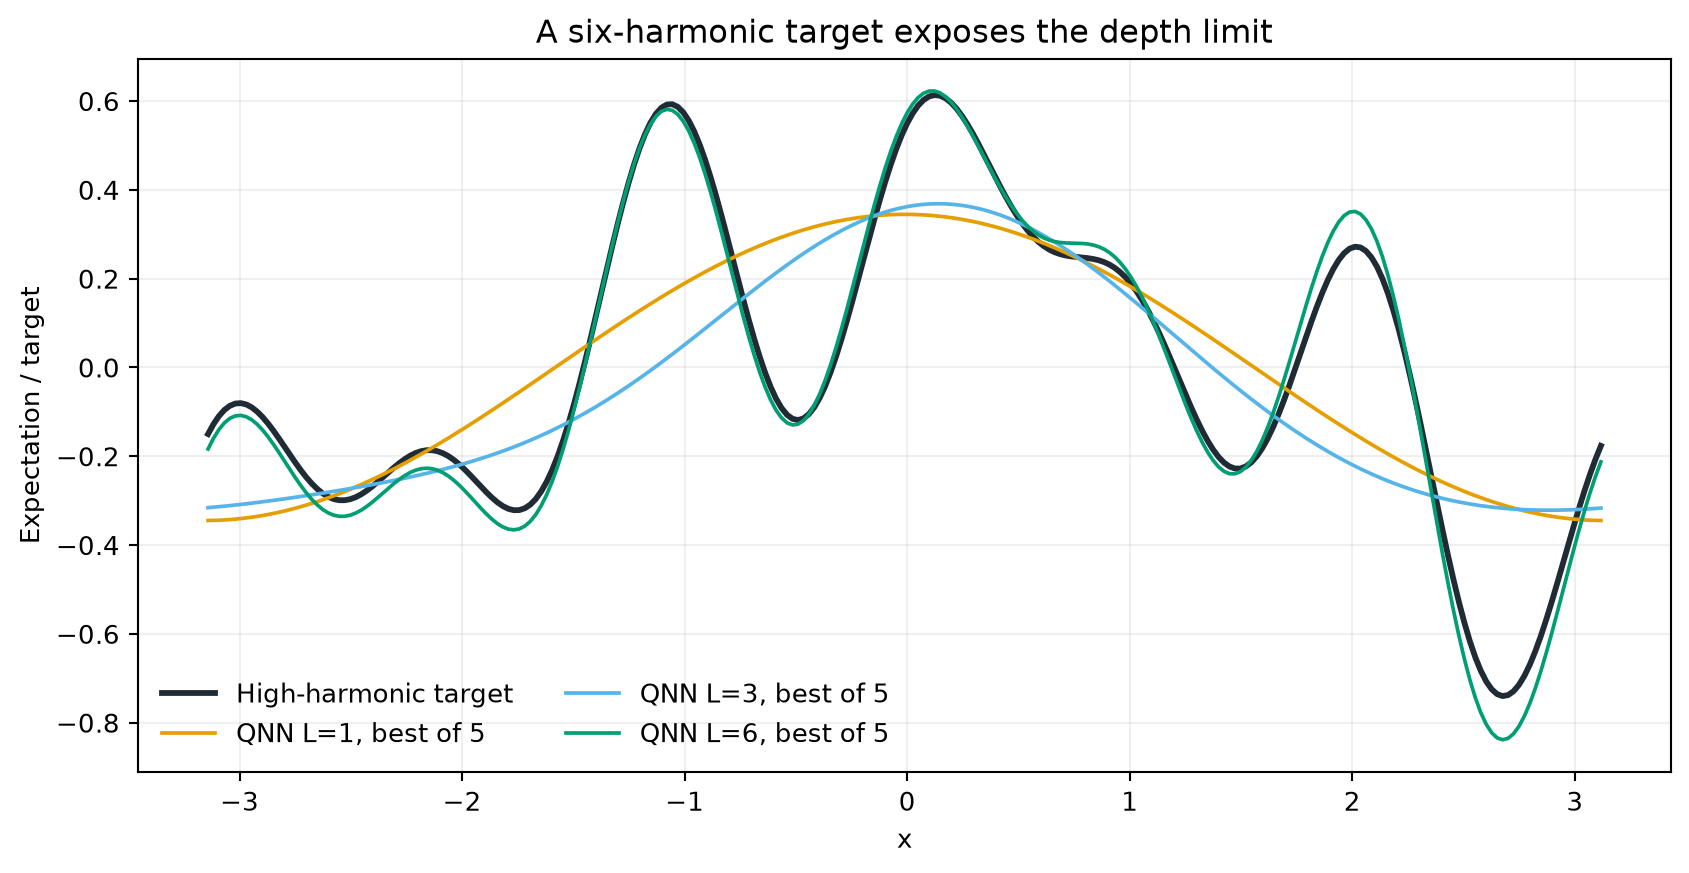 A six-harmonic target exposes the depth limit
Expectation / target
0.6
0.4
0.2
0.0
−0.2
−0.4
−0.6
−0.8
High-harmonic target
QNN L=1, best of 5
QNN L=3, best of 5
QNN L=6, best of 5
−3 −2 −1 0 1 2 3
x